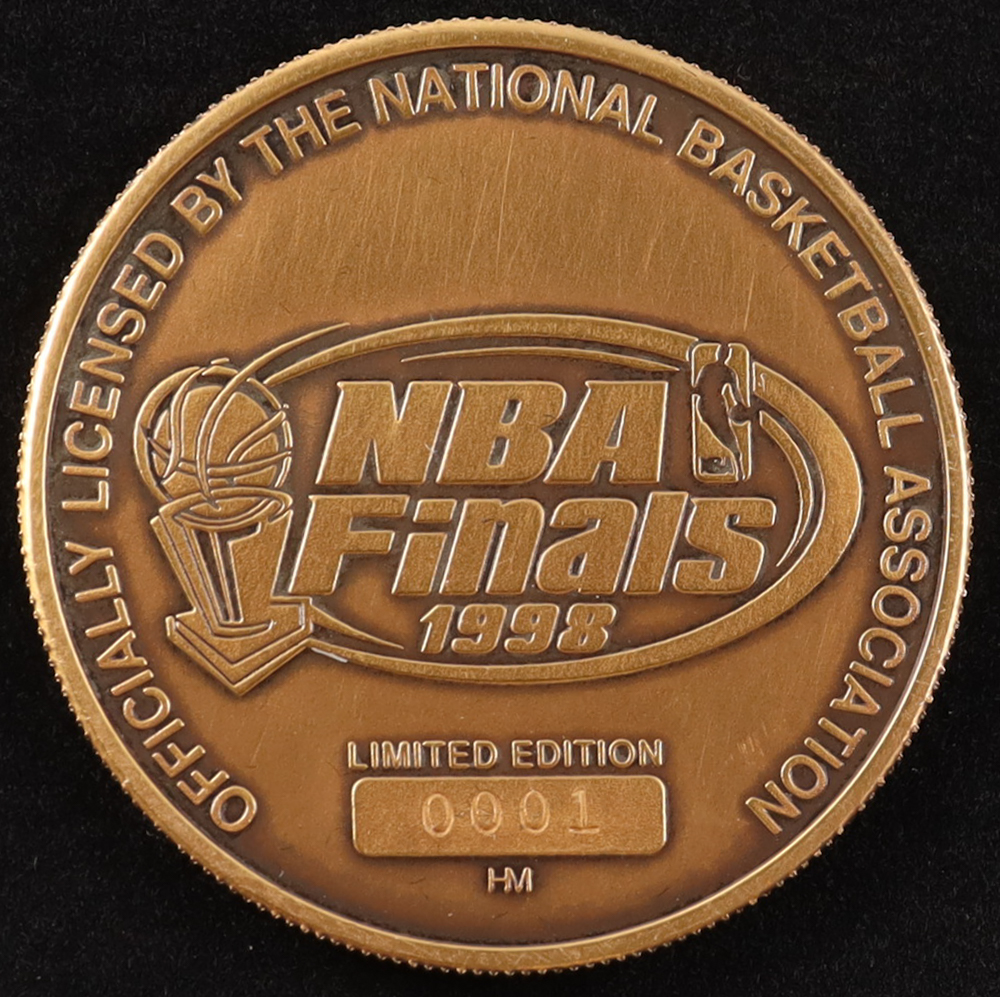 OFFICIALLY LICENSED BY THE NATIONAL BASKETBALL ASSOCIATION
NBA
Finals
1998
LIMITED EDITION
0001
HM